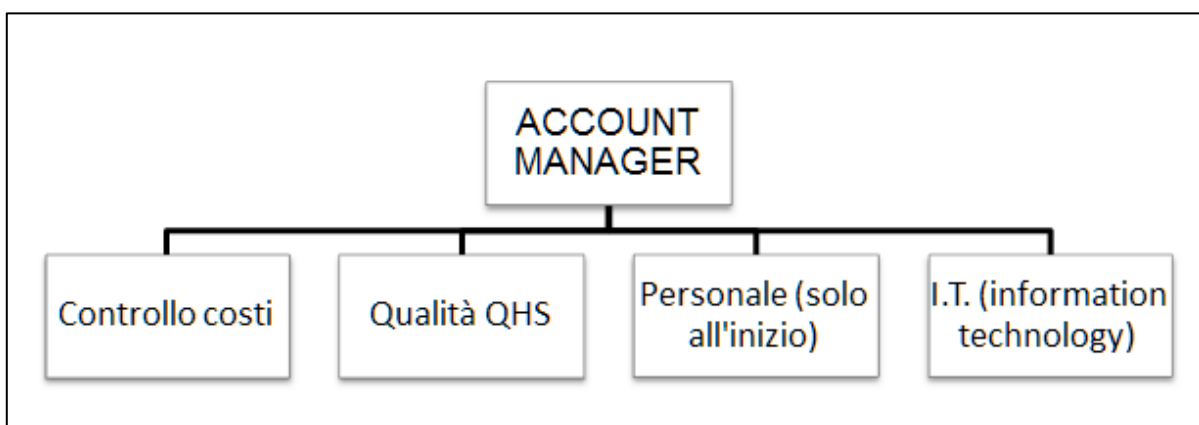 ACCOUNT
MANAGER
Controllo costi
Qualità QHS
Personale (solo
all'inizio)
I.T. (information
technology)